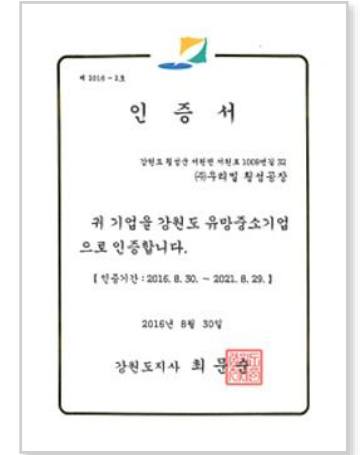 제 2016 - 2호
인 증 서
강원도 횡성군 서원면 서원로 1009번길 32
(주)우리밀 횡성공장
귀 기업을 강원도 유망중소기업
으로 인증합니다.
[ 인증기간 : 2016. 8. 30. ~ 2021. 8. 29. ]
2016년 8월 30일
강원도지사 최 문 순